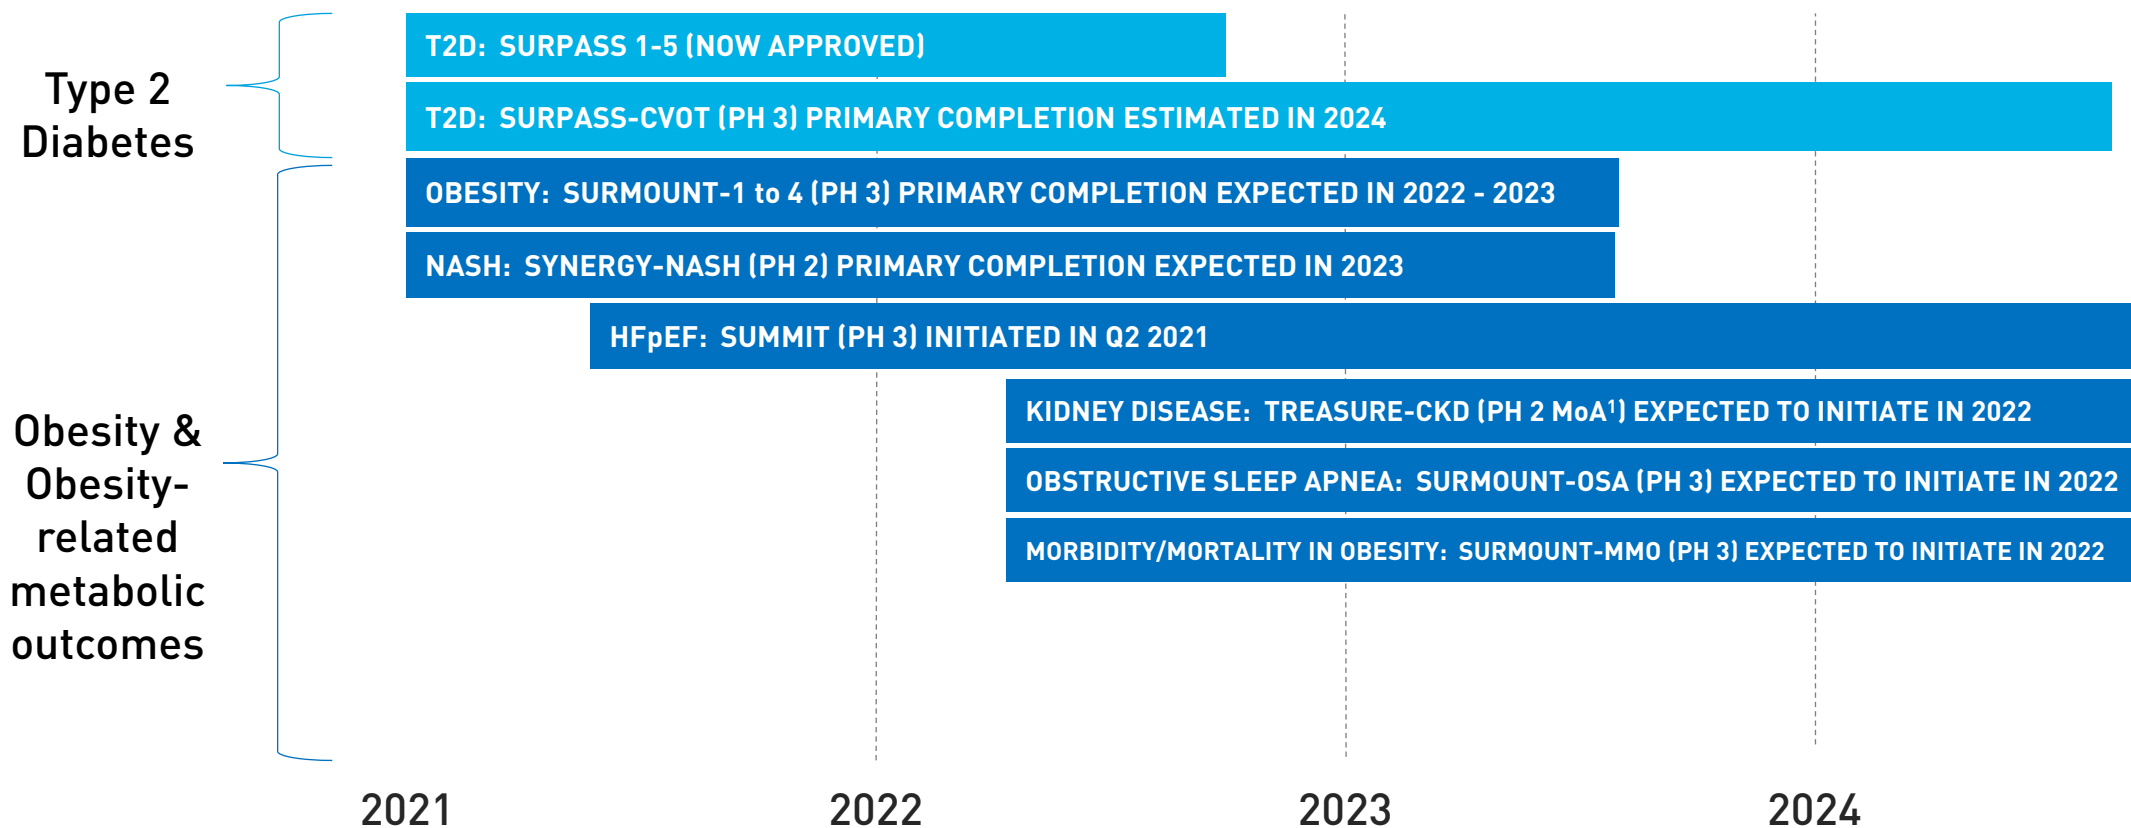 Type 2
Diabetes
T2D: SURPASS 1-5 (NOW APPROVED)
T2D: SURPASS-CVOT (PH 3) PRIMARY COMPLETION ESTIMATED IN 2024
Obesity &
Obesity-
related
metabolic
outcomes
OBESITY: SURMOUNT-1 to 4 (PH 3) PRIMARY COMPLETION EXPECTED IN 2022 - 2023
NASH: SYNERGY-NASH (PH 2) PRIMARY COMPLETION EXPECTED IN 2023
HFpEF: SUMMIT (PH 3) INITIATED IN Q2 2021
KIDNEY DISEASE: TREASURE-CKD (PH 2 MoA¹) EXPECTED TO INITIATE IN 2022
OBSTRUCTIVE SLEEP APNEA: SURMOUNT-OSA (PH 3) EXPECTED TO INITIATE IN 2022
MORBIDITY/MORTALITY IN OBESITY: SURMOUNT-MMO (PH 3) EXPECTED TO INITIATE IN 2022
2021 2022 2023 2024